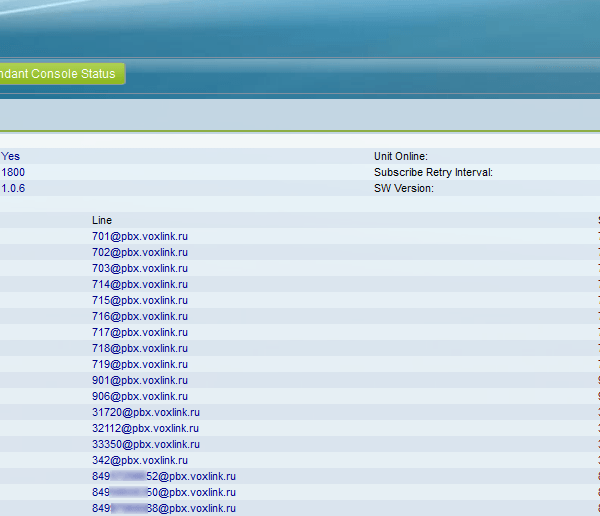 ndant Console Status
Yes Unit Online:
1800 Subscribe Retry Interval:
1.0.6 SW Version:
Line
701@pbx.voxlink.ru
702@pbx.voxlink.ru
703@pbx.voxlink.ru
714@pbx.voxlink.ru
715@pbx.voxlink.ru
716@pbx.voxlink.ru
717@pbx.voxlink.ru
718@pbx.voxlink.ru
719@pbx.voxlink.ru
901@pbx.voxlink.ru
906@pbx.voxlink.ru
31720@pbx.voxlink.ru
32112@pbx.voxlink.ru
33350@pbx.voxlink.ru
342@pbx.voxlink.ru
849 52@pbx.voxlink.ru
849 50@pbx.voxlink.ru
849 38@pbx.voxlink.ru